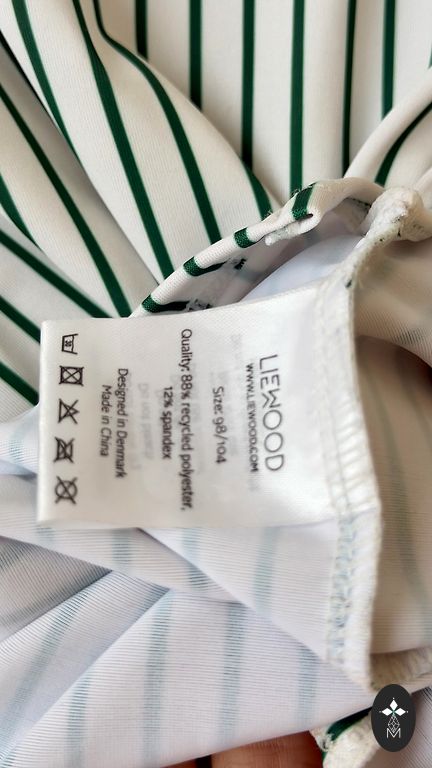 LIEWOOD
WWW.LIEWOOD.COM
Size: 98/104
Quality: 88% recycled polyester,
12% spandex
Designed in Denmark
Made in China
M